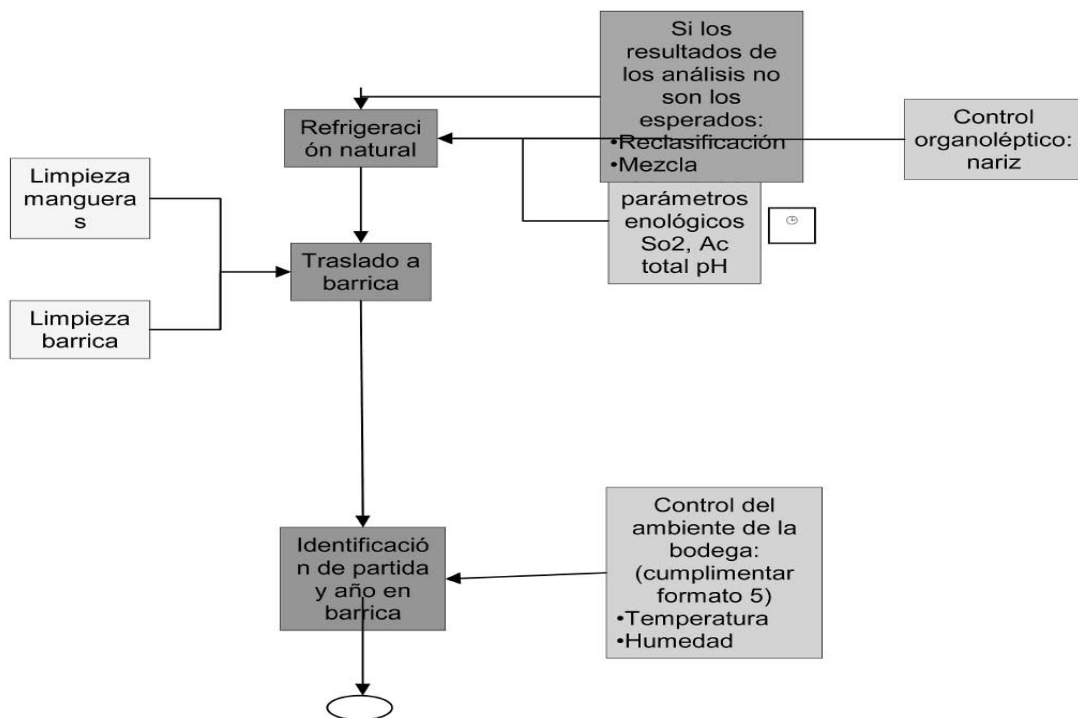 Si los
resultados de
los análisis no
son los
esperados:
•Reclasificación
•Mezcla
Refrigeraci
ón natural
Control
organoléptico:
nariz
Limpieza
manguera
s
parámetros
enológicos
So2, Ac
total pH
Traslado a
barrica
Limpieza
barrica
Identificació
n de partida
y año en
barrica
Control del
ambiente de la
bodega:
(cumplimentar
formato 5)
•Temperatura
•Humedad